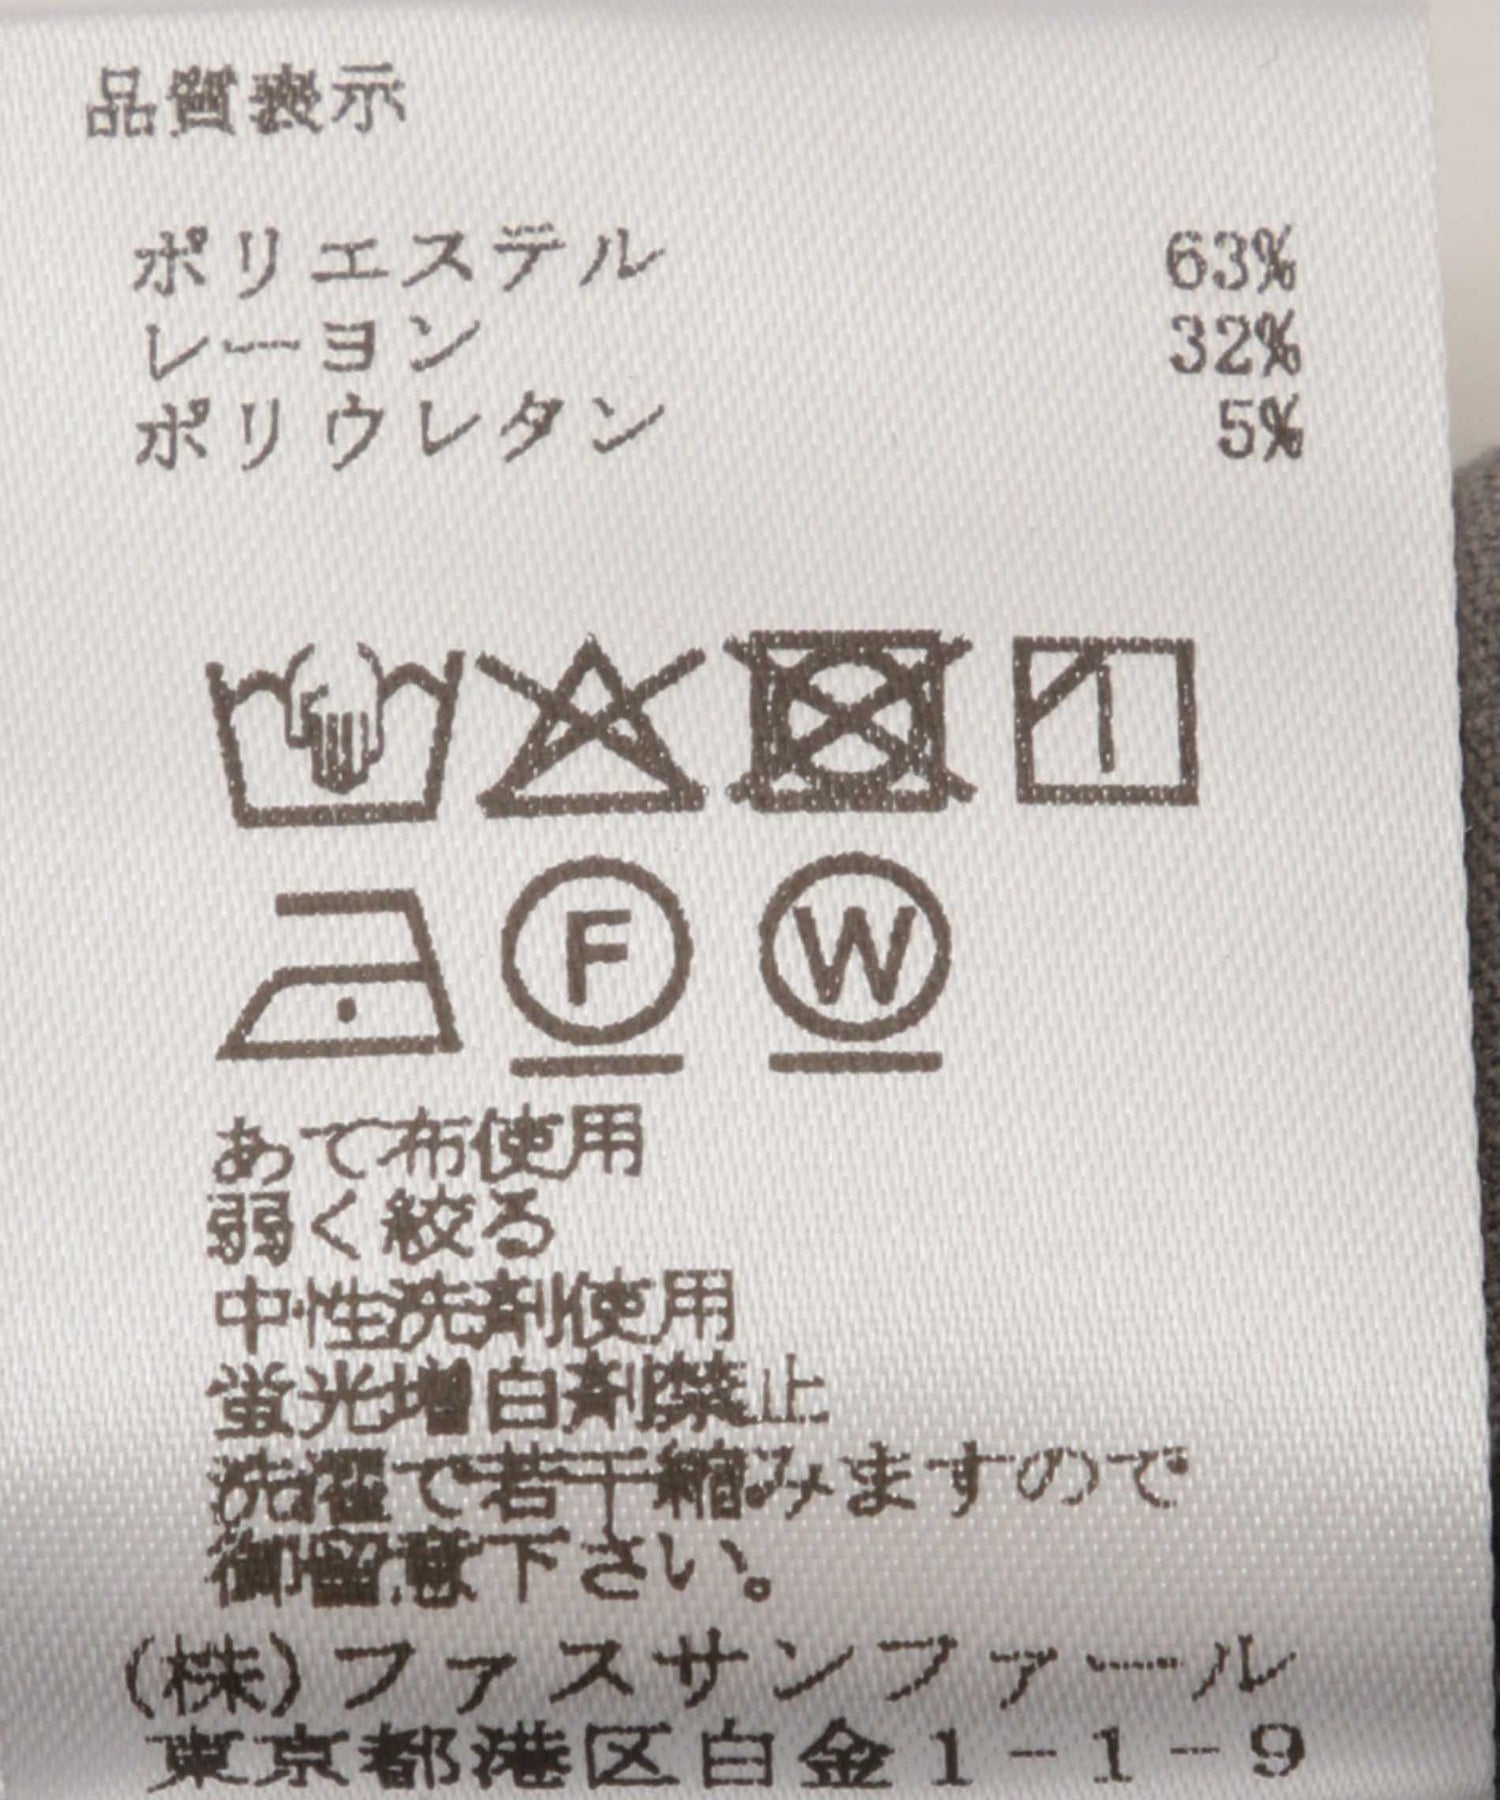 品質表示
ポリエステル 63%
レーヨン 32%
ポリウレタン 5%
F W
あて布使用
弱く絞る
中性洗剤使用
蛍光増白剤禁止
洗濯で若干縮みますので
御留意下さい。
(株)ファスサンファール
東京都港区白金1-1-9